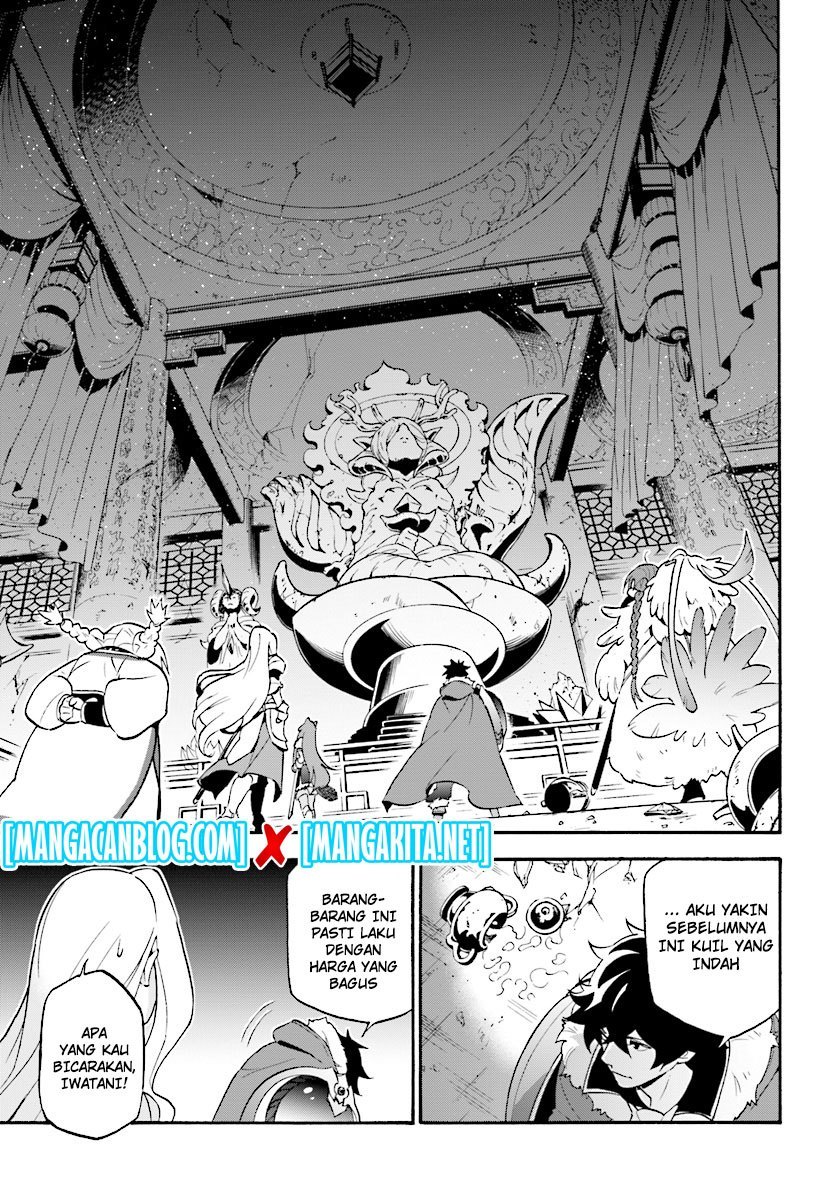 [MANGACANBLOG.COM] X [MANGAKITA.NET]
... AKU YAKIN
SEBELUMNYA
INI KUIL YANG
INDAH
BARANG-
BARANG INI
PASTI LAKU
DENGAN
HARGA YANG
BAGUS
APA
YANG KAU
BICARAKAN,
IWATANI!